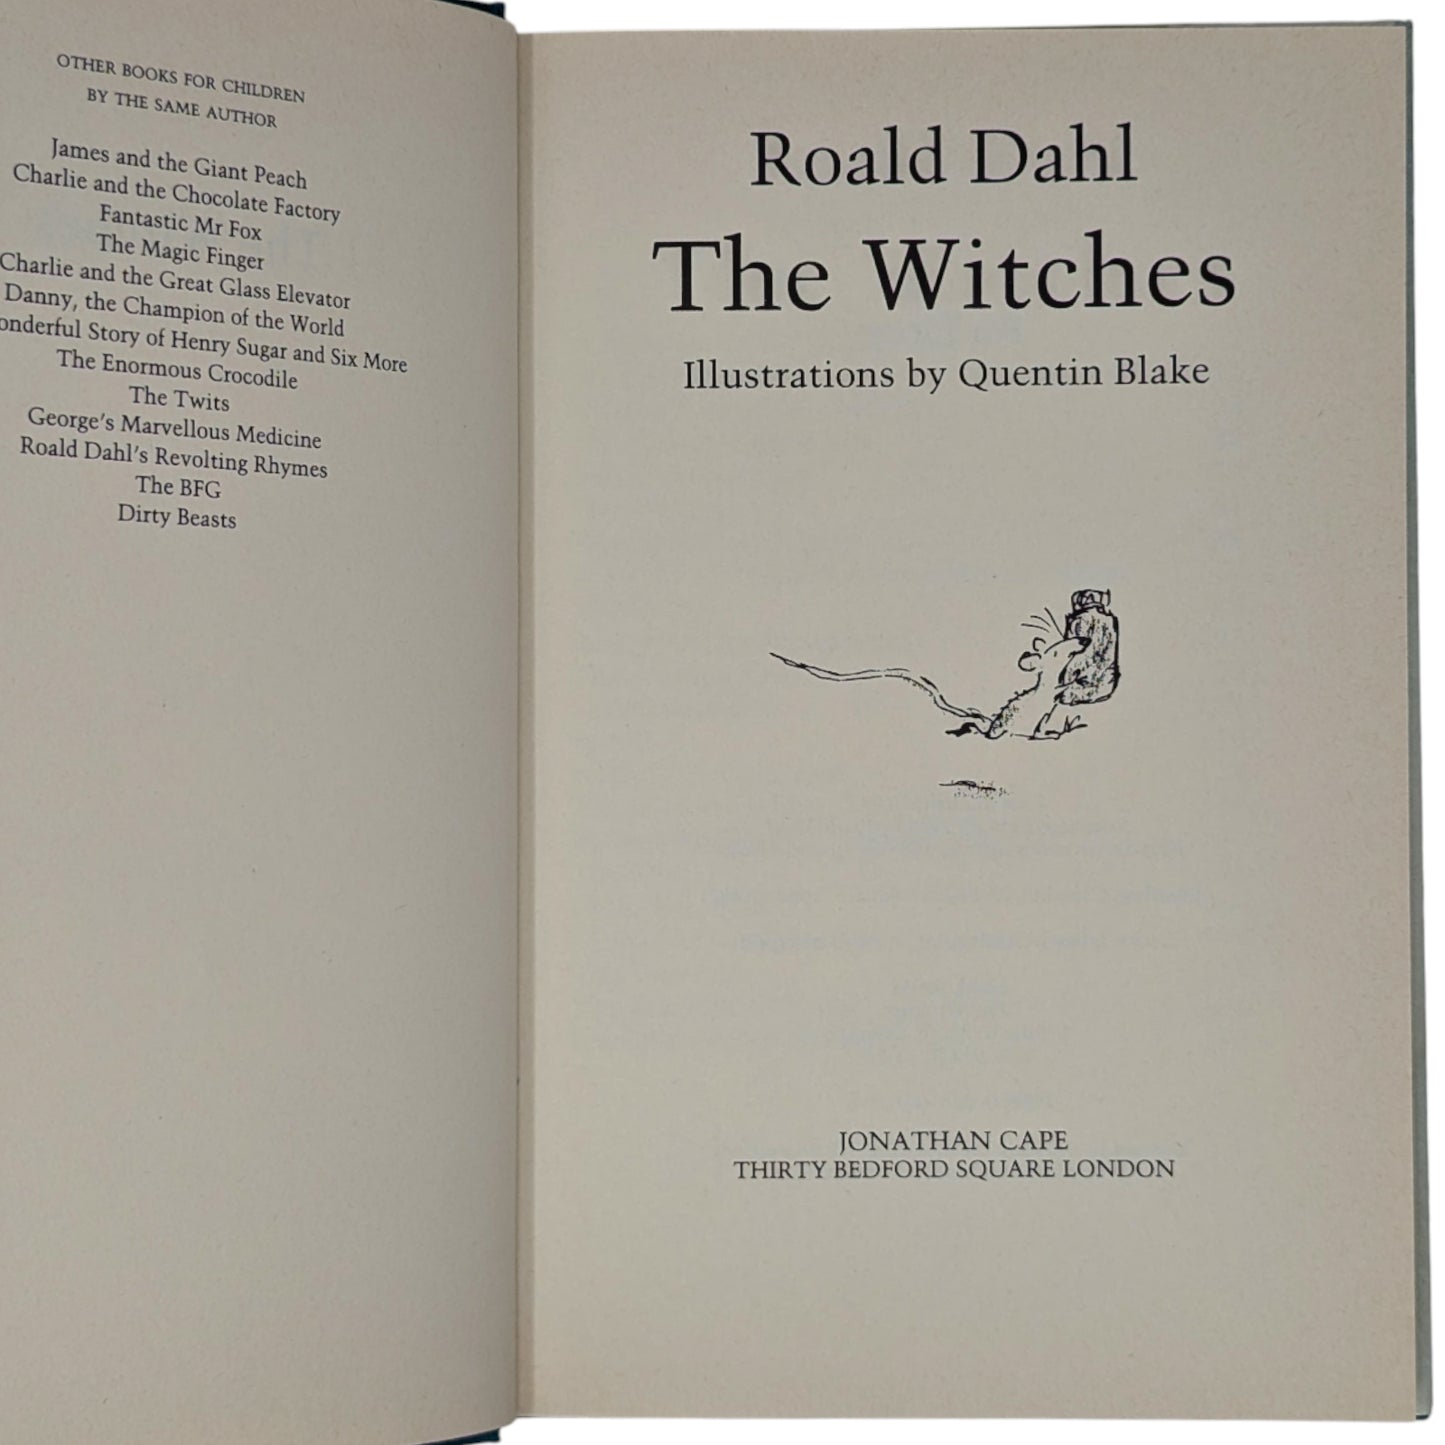 OTHER BOOKS FOR CHILDREN
BY THE SAME AUTHOR
James and the Giant Peach
Charlie and the Chocolate Factory
Fantastic Mr Fox
The Magic Finger
Charlie and the Great Glass Elevator
Danny, the Champion of the World
onderful Story of Henry Sugar and Six More
The Enormous Crocodile
The Twits
George's Marvellous Medicine
Roald Dahl's Revolting Rhymes
The BFG
Dirty Beasts
Roald Dahl
The Witches
Illustrations by Quentin Blake
JONATHAN CAPE
THIRTY BEDFORD SQUARE LONDON